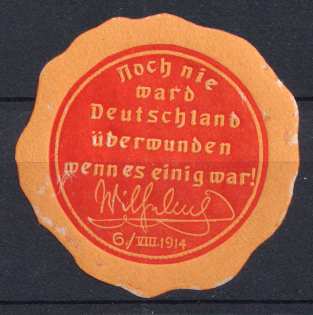 Noch nie
ward
Deutschland
überwunden
wenn es einig war!
Wilhelm
6./VIII.1914